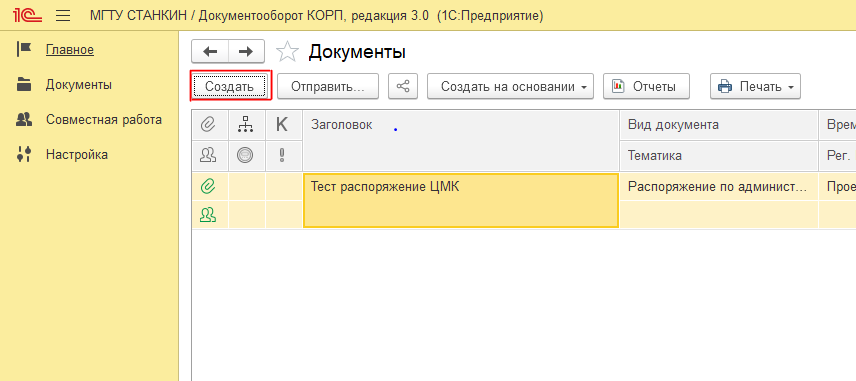 1С МГТУ СТАНКИН / Документооборот КОРП, редакция 3.0 (1С:Предприятие)
Главное
Документы
Совместная работа
Настройка
Документы
Создать Отправить... Создать на основании Отчеты Печать
К Заголовок Вид документа Врем
! Тематика Рег.
Тест распоряжение ЦМК Распоряжение по админист... Прое